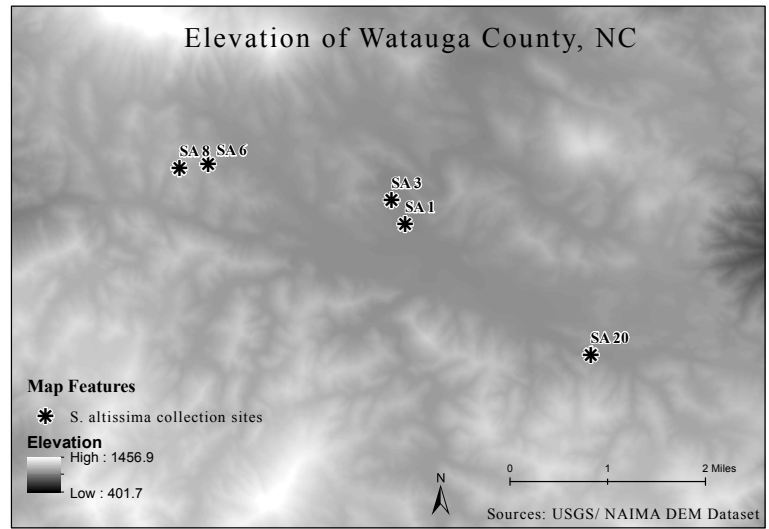 Elevation of Watauga County, NC
SA 8
SA 6
SA 3
SA 1
SA 20
Map Features
S. altissima collection sites
Elevation
High : 1456.9
Low : 401.7
N
0 1 2 Miles
Sources: USGS/ NAIMA DEM Dataset